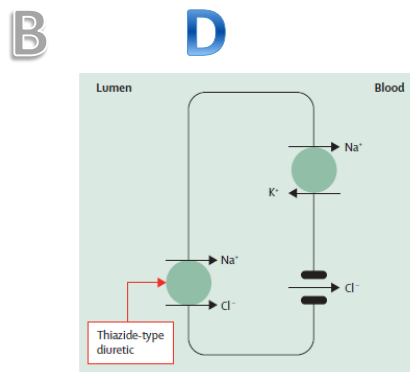 B D
Lumen Blood
Na⁺
K⁺
Na⁺
Cl⁻
Cl⁻
Thiazide-type
diuretic